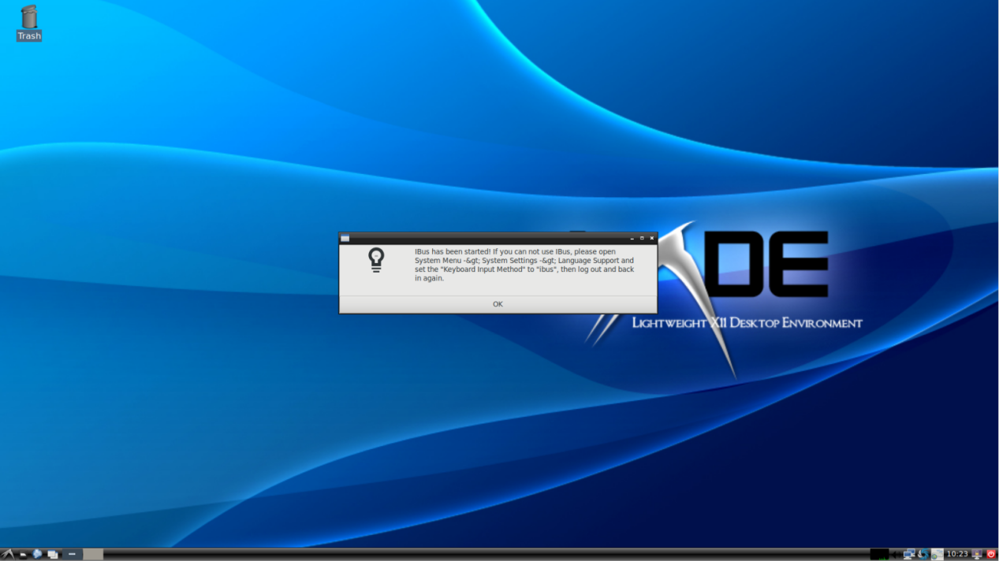 Trash
IBus has been started! If you can not use IBus, please open
System Menu -&gt; System Settings -&gt; Language Support and
set the "Keyboard Input Method" to "ibus", then log out and back
in again.
OK
DE
LIGHTWEIGHT X11 DESKTOP ENVIRONMENT
10:23